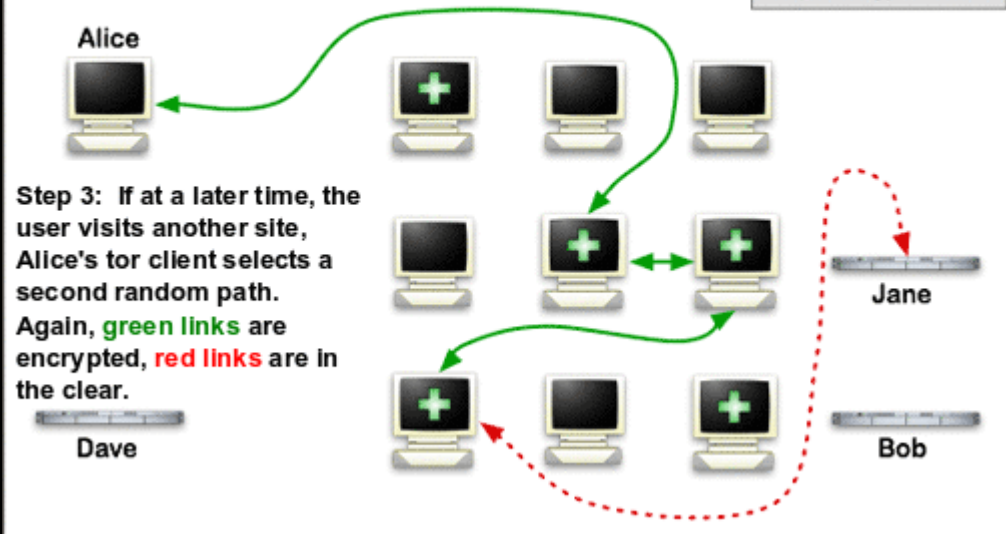 Alice
Step 3: If at a later time, the
user visits another site,
Alice's tor client selects a
second random path.
Again, green links are
encrypted, red links are in
the clear.
Jane
Dave
Bob